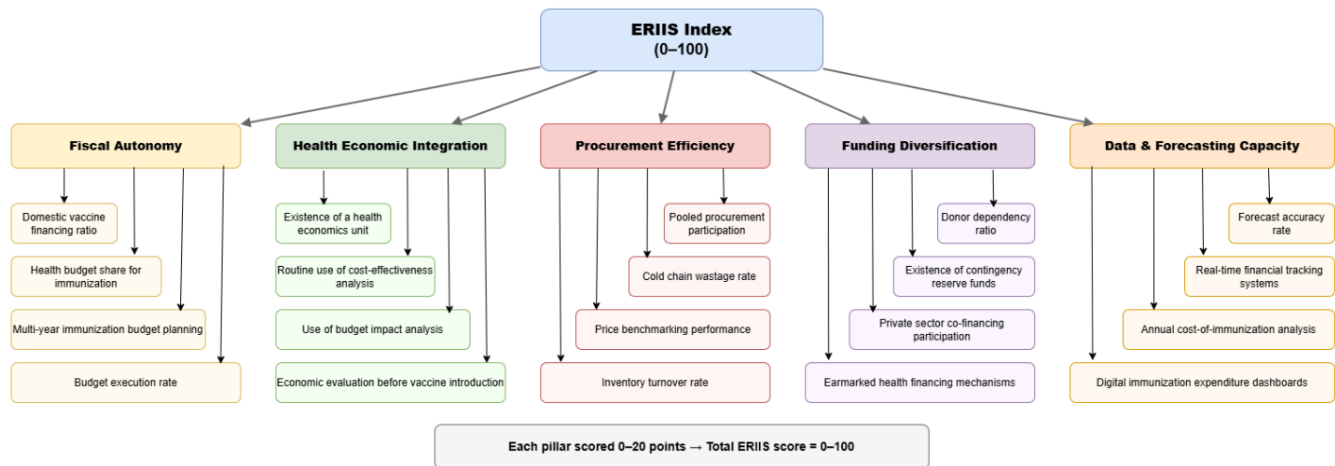 ERIIS Index
(0–100)
Fiscal Autonomy
Domestic vaccine
financing ratio
Health budget share for
immunization
Multi-year immunization budget planning
Budget execution rate
Health Economic Integration
Existence of a health
economics unit
Routine use of cost-effectiveness
analysis
Use of budget impact analysis
Economic evaluation before vaccine introduction
Procurement Efficiency
Pooled procurement
participation
Cold chain wastage rate
Price benchmarking performance
Inventory turnover rate
Funding Diversification
Donor dependency
ratio
Existence of contingency
reserve funds
Private sector co-financing
participation
Earmarked health financing mechanisms
Data & Forecasting Capacity
Forecast accuracy
rate
Real-time financial tracking
systems
Annual cost-of-immunization analysis
Digital immunization expenditure dashboards
Each pillar scored 0–20 points → Total ERIIS score = 0–100